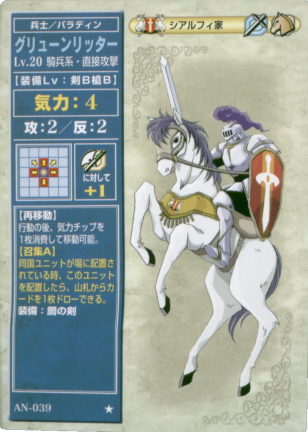 兵士／パラディン
シアルフィ家
グリューンリッター
Lv.20 騎兵系・直接攻撃
【装備Lv：剣B槍B】
気力：4
攻：2／反：2
に対して
+1
【再移動】
行動の後、気力チップを
1枚消費して移動可能。
【召集A】
同国ユニットが場に配置
されている時、このユニット
を配置したら、山札からカ
ードを1枚ドローできる。
装備：鋼の剣
AN-039
★